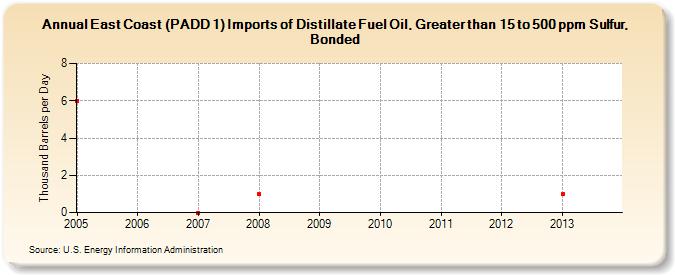 Annual East Coast (PADD 1) Imports of Distillate Fuel Oil, Greater than 15 to 500 ppm Sulfur,
Bonded
Thousand Barrels per Day
8
6
4
2
0
2005 2006 2007 2008 2009 2010 2011 2012 2013
Source: U.S. Energy Information Administration